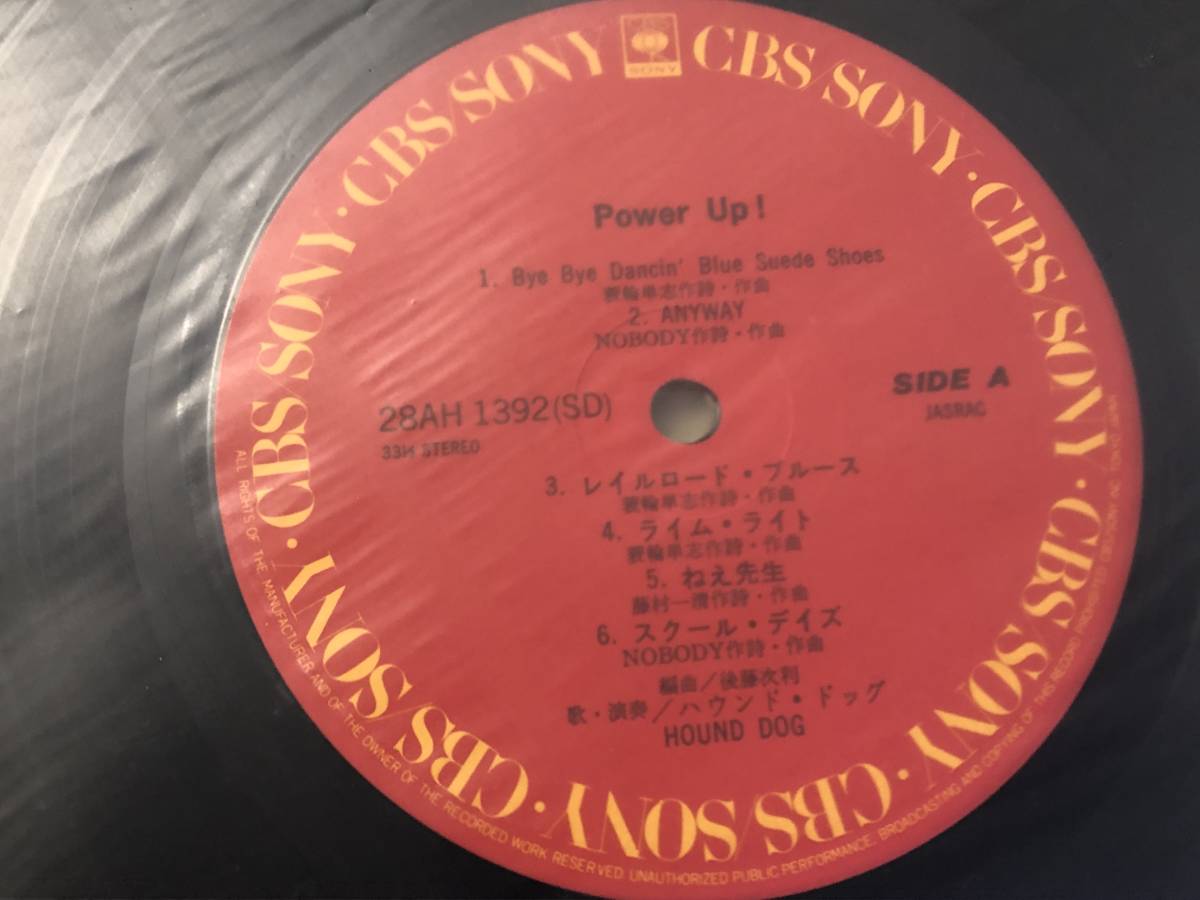 CBS/SONY · CBS/SONY · CBS/SONY · CBS/SONY · CBS/SONY · CBS/SONY · CBS/SONY · CBS/SONY
CBS
SONY
Power Up!
1. Bye Bye Dancin' Blue Suede Shoes
蓑輪単志作詩・作曲
2. ANYWAY
NOBODY作詩・作曲
28AH 1392(SD)
33⅓ STEREO
SIDE A
JASRAC
3. レイルロード・ブルース
蓑輪単志作詩・作曲
4. ライム・ライト
蓑輪単志作詩・作曲
5. ねえ先生
藤村一清作詩・作曲
6. スクール・デイズ
NOBODY作詩・作曲
編曲/後藤次利
歌・演奏/ハウンド・ドッグ
HOUND DOG
ALL RIGHTS OF THE MANUFACTURER AND OF THE OWNER OF THE RECORDED WORK RESERVED. UNAUTHORIZED PUBLIC PERFORMANCE, BROADCASTING AND COPYING OF THIS RECORD PROHIBITED